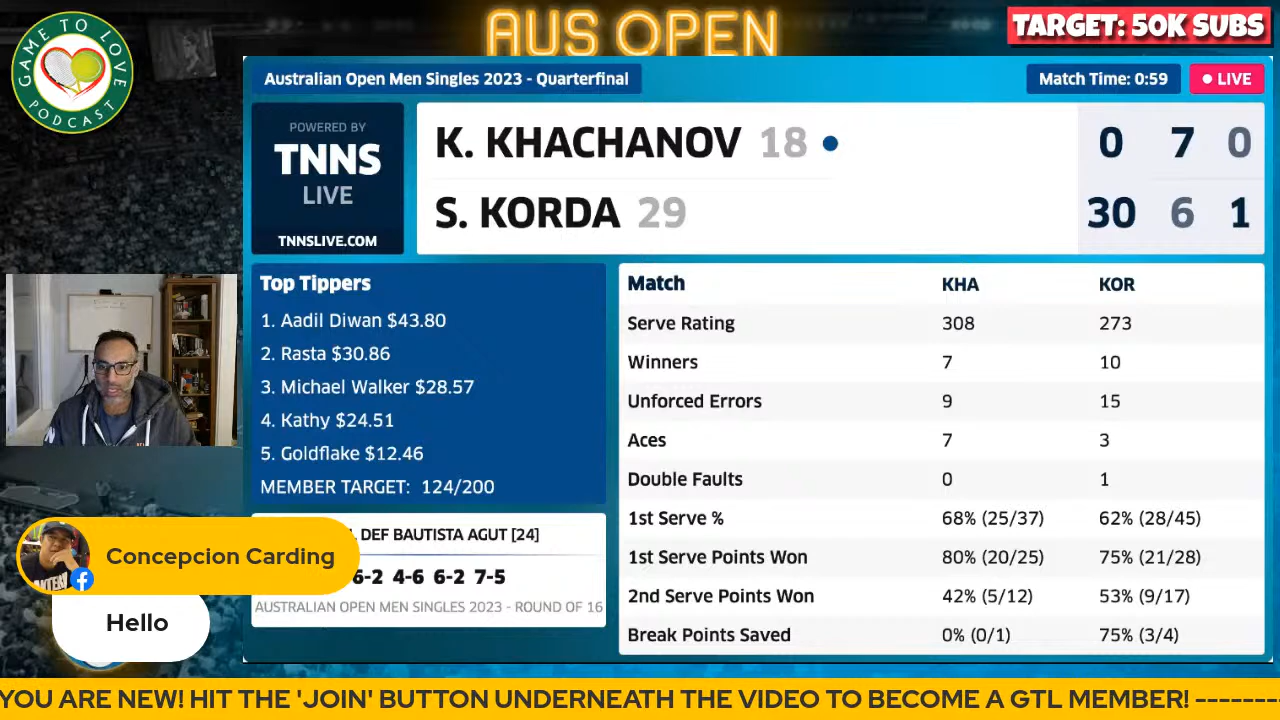 AUS OPEN
GAME TO LOVE
PODCAST
TARGET: 50K SUBS
Australian Open Men Singles 2023 - Quarterfinal
Match Time: 0:59
LIVE
POWERED BY
TNNS
LIVE
TNNSLIVE.COM
K. KHACHANOV 18 0 7 0
S. KORDA 29 30 6 1
Top Tippers
1. Aadil Diwan $43.80
2. Rasta $30.86
3. Michael Walker $28.57
4. Kathy $24.51
5. Goldflake $12.46
MEMBER TARGET: 124/200
DEF BAUTISTA AGUT [24]
6-2 4-6 6-2 7-5
AUSTRALIAN OPEN MEN SINGLES 2023 - ROUND OF 16
Match KHA KOR
Serve Rating 308 273
Winners 7 10
Unforced Errors 9 15
Aces 7 3
Double Faults 0 1
1st Serve % 68% (25/37) 62% (28/45)
1st Serve Points Won 80% (20/25) 75% (21/28)
2nd Serve Points Won 42% (5/12) 53% (9/17)
Break Points Saved 0% (0/1) 75% (3/4)
Concepcion Carding
Hello
YOU ARE NEW! HIT THE 'JOIN' BUTTON UNDERNEATH THE VIDEO TO BECOME A GTL MEMBER! -------